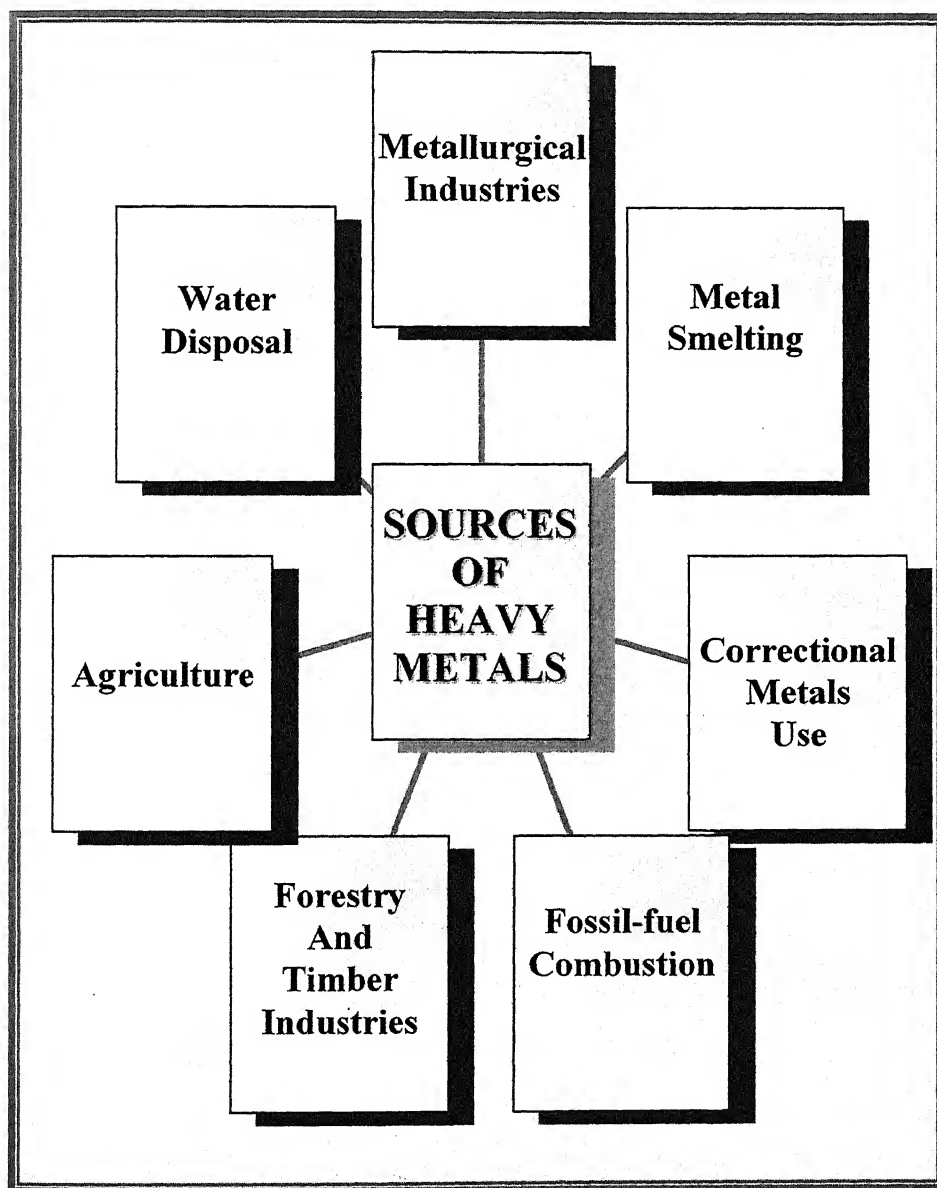 Metallurgical
Industries
Water
Disposal
Metal
Smelting
SOURCES
OF
HEAVY
METALS
Agriculture
Correctional
Metals
Use
Forestry
And
Timber
Industries
Fossil-fuel
Combustion